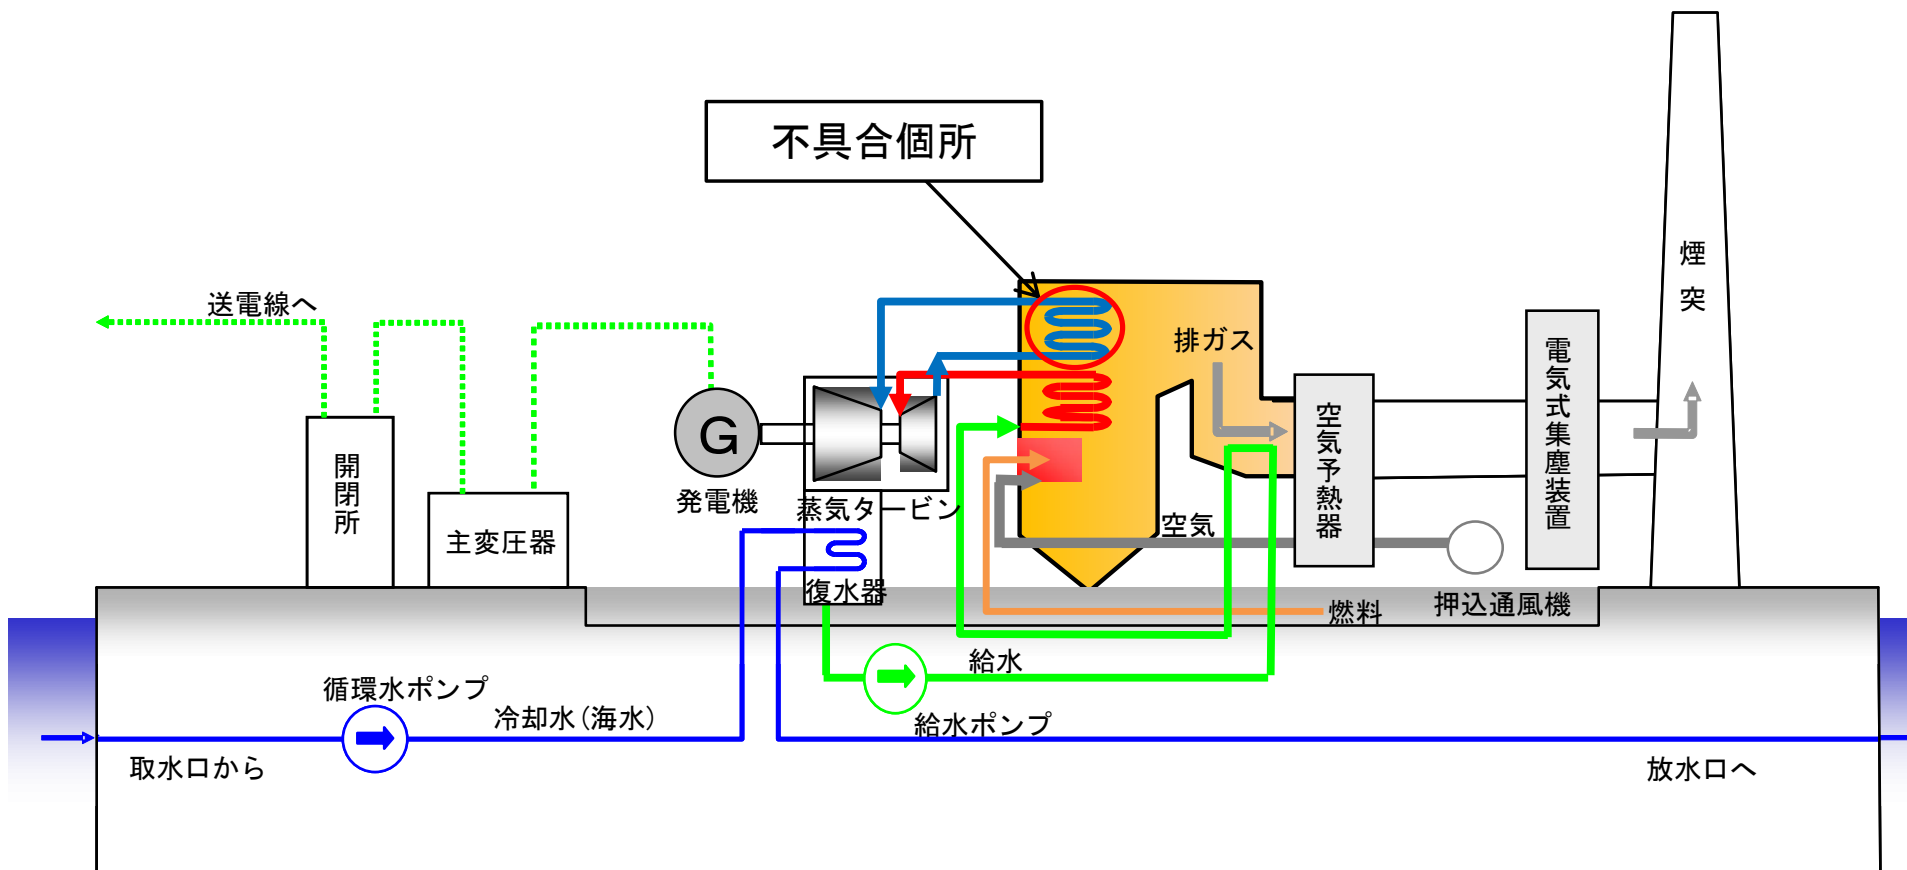 不具合個所
煙突
送電線へ
排ガス
電気式集塵装置
空気予熱器
G
開閉所
発電機
蒸気タービン
空気
主変圧器
復水器
燃料
押込通風機
給水
循環水ポンプ
冷却水(海水)
給水ポンプ
取水口から
放水口へ